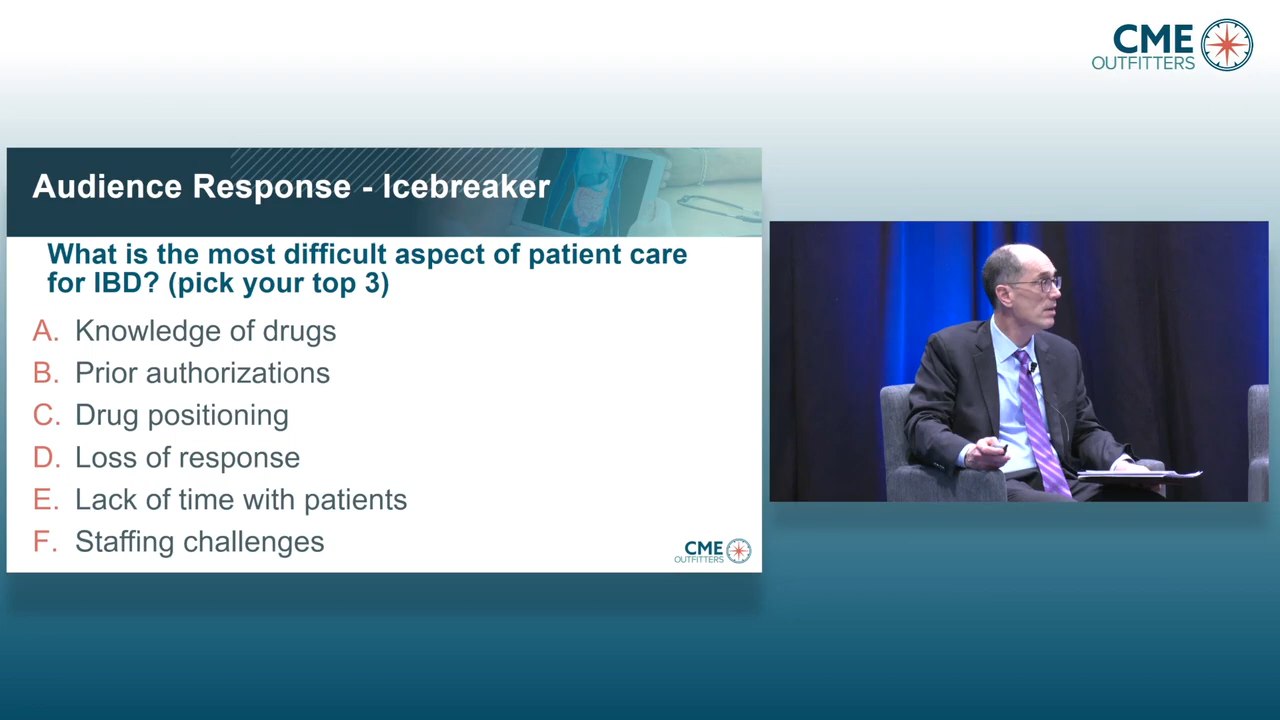 CME
OUTFITTERS
Audience Response - Icebreaker
What is the most difficult aspect of patient care
for IBD? (pick your top 3)
A. Knowledge of drugs
B. Prior authorizations
C. Drug positioning
D. Loss of response
E. Lack of time with patients
F. Staffing challenges
CME
OUTFITTERS